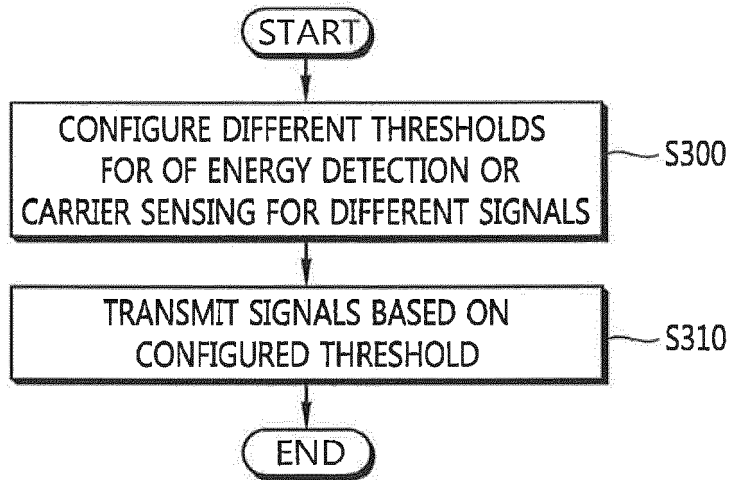 START
CONFIGURE DIFFERENT THRESHOLDS
FOR OF ENERGY DETECTION OR
CARRIER SENSING FOR DIFFERENT SIGNALS
S300
TRANSMIT SIGNALS BASED ON
CONFIGURED THRESHOLD
S310
END